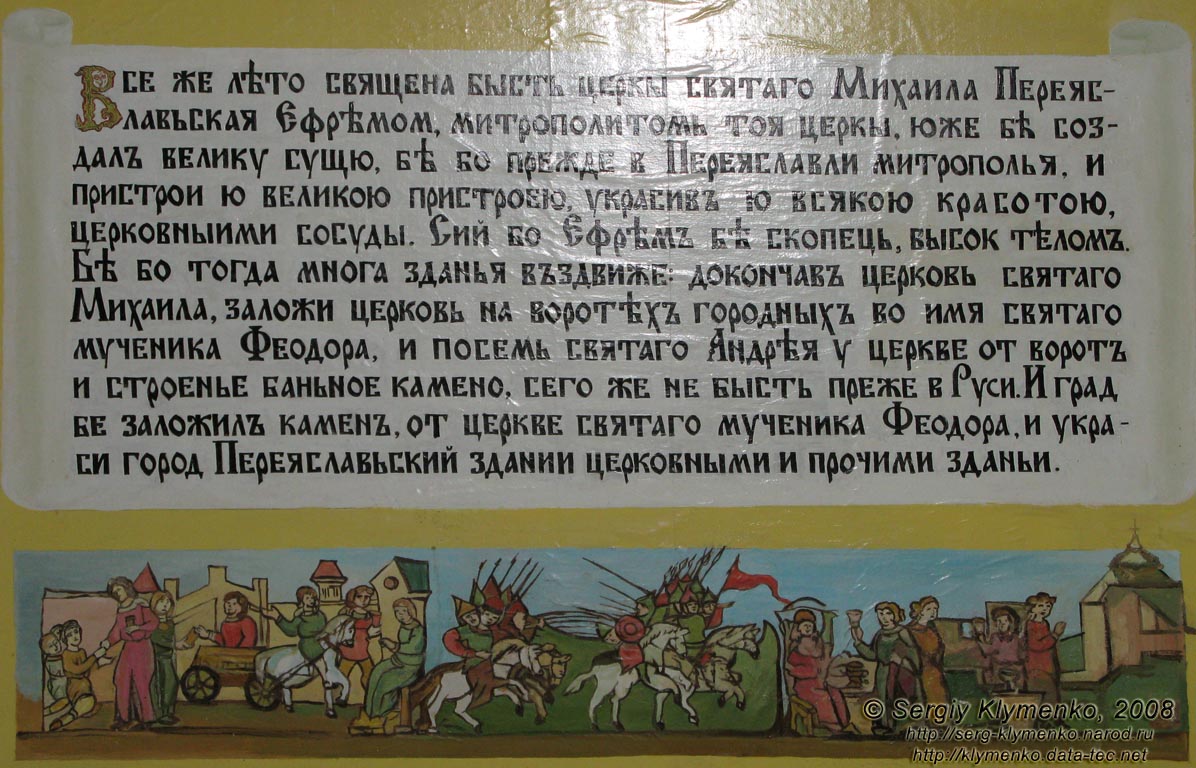 Все же лѣто священа бысть церкы святаго Михаила Переяс-
лавьская Ефрѣмом, митрополитомь тоя церкы, юже бѣ соз-
далъ велику сущю, бѣ бо прежде в Переяславли митрополья, и
пристрои ю великою пристроею, украсивъ ю всякою красотою,
церковныими сосуды. Сий бо Ефрѣмъ бѣ скопець, высок тѣломъ.
Бѣ бо тогда многа зданья въздвиже: докончавъ церковь святаго
Михаила, заложи церковь на воротѣхъ городныхъ во имя святаго
мученика Феодора, и посемь святаго Андрѣя у церкве от воротъ
и строенье баньное камено, сего же не бысть преже в Руси. И град
бе заложилъ каменъ, от церкве святаго мученика Феодора, и укра-
си город Переяславьский здании церковными и прочими зданьи.
© Sergiy Klymenko, 2008
http://serg-klymenko.narod.ru
http://klymenko.data-tec.net